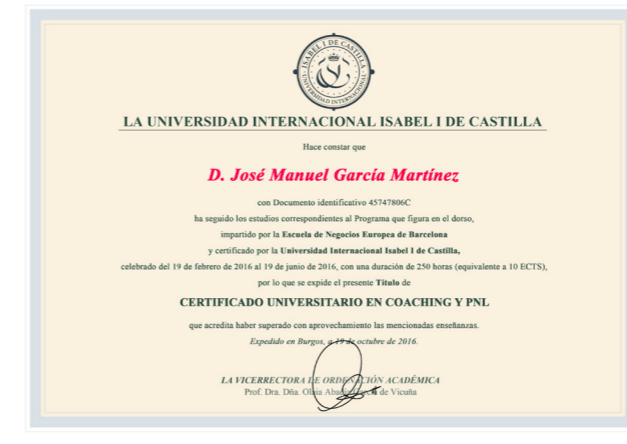 ISABEL I DE CASTILLA
UNIVERSIDAD INTERNACIONAL
LA UNIVERSIDAD INTERNACIONAL ISABEL I DE CASTILLA
Hace constar que
D. José Manuel García Martínez
con Documento identificativo 45747806C
ha seguido los estudios correspondientes al Programa que figura en el dorso,
impartido por la Escuela de Negocios Europea de Barcelona
y certificado por la Universidad Internacional Isabel I de Castilla,
celebrado del 19 de febrero de 2016 al 19 de junio de 2016, con una duración de 250 horas (equivalente a 10 ECTS),
por lo que se expide el presente Título de
CERTIFICADO UNIVERSITARIO EN COACHING Y PNL
que acredita haber superado con aprovechamiento las mencionadas enseñanzas.
Expedido en Burgos, a 19 de octubre de 2016.
LA VICERRECTORA DE ORDENACIÓN ACADÉMICA
Prof. Dra. Dña. de Vicuña